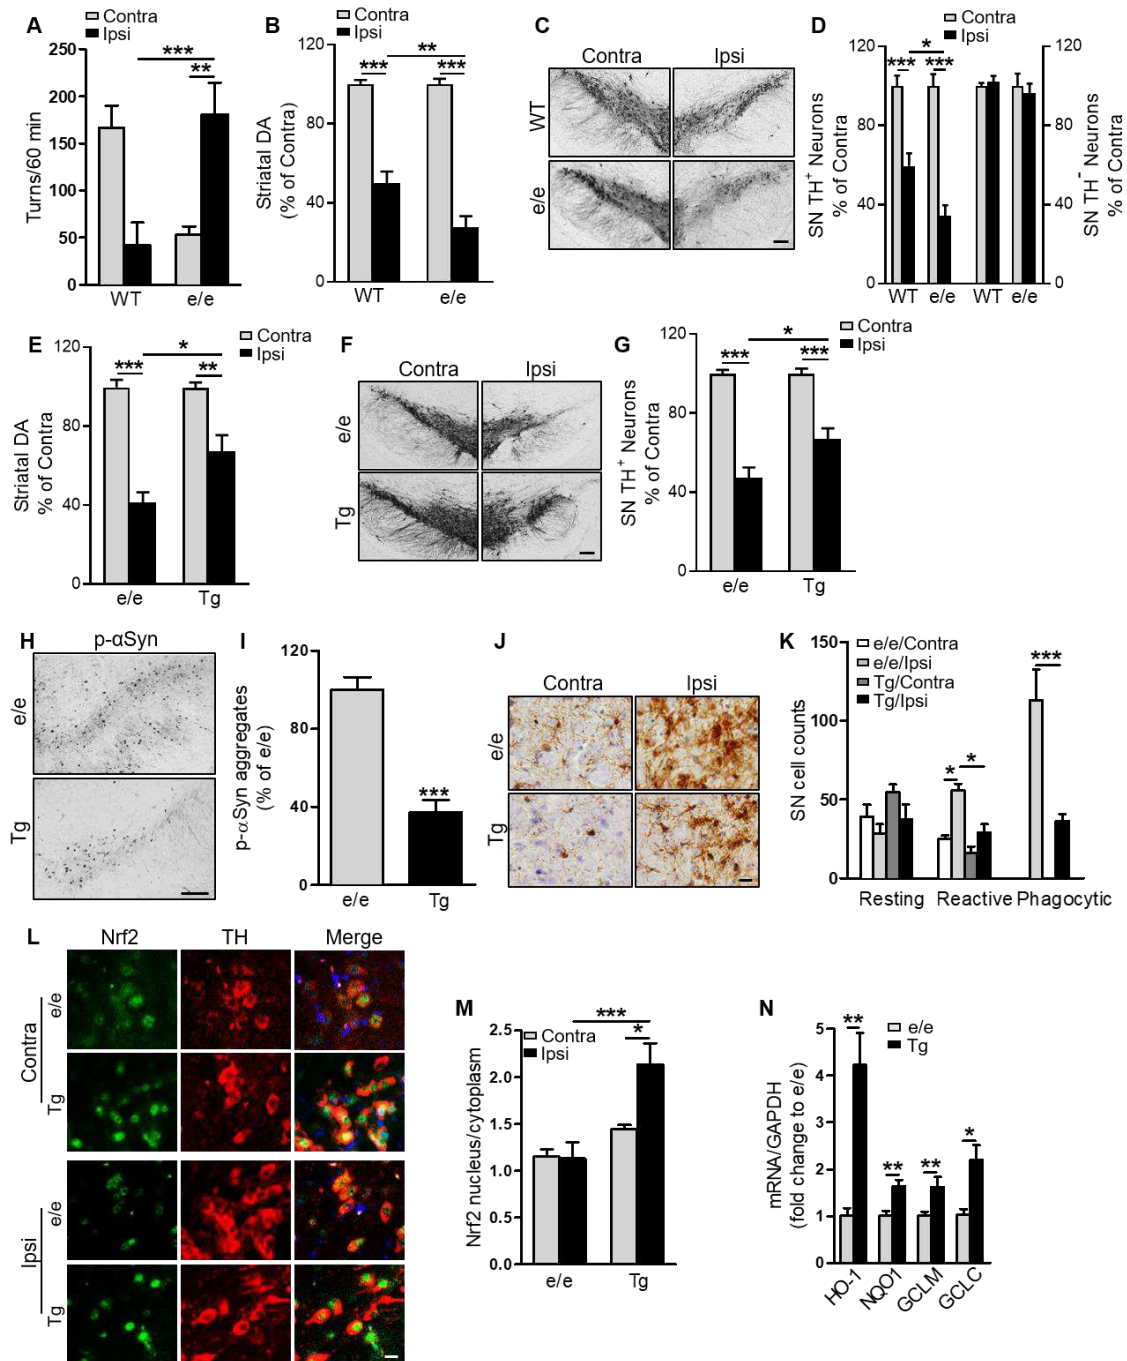 A
Contra
Ipsi
Turns/60 min
250
200
150
100
50
0
***
**
WT
e/e
B
Contra
Ipsi
Striatal DA
(% of Contra)
120
80
40
0
**
***
***
WT
e/e
C
Contra
Ipsi
WT
e/e
D
Contra
Ipsi
SN TH+ Neurons
% of Contra
120
80
40
0
*
***
***
WT
e/e
WT
e/e
120
80
40
0
SN TH- Neurons
% of Contra
E
Contra
Ipsi
Striatal DA
% of Contra
120
80
40
0
*
***
**
e/e
Tg
F
Contra
Ipsi
e/e
Tg
G
Contra
Ipsi
SN TH+ Neurons
% of Contra
120
80
40
0
*
***
***
e/e
Tg
H
p-αSyn
e/e
Tg
I
p-αSyn aggregates
(% of e/e)
120
80
40
0
***
e/e
Tg
J
Contra
Ipsi
e/e
Tg
K
e/e/Contra
e/e/Ipsi
Tg/Contra
Tg/Ipsi
SN cell counts
150
100
50
0
*
*
***
Resting
Reactive
Phagocytic
L
Nrf2
TH
Merge
Contra
e/e
Tg
Ipsi
e/e
Tg
M
Contra
Ipsi
Nrf2 nucleus/cytoplasm
2.5
2.0
1.5
1.0
0.5
0.0
***
*
e/e
Tg
N
e/e
Tg
mRNA/GAPDH
(fold change to e/e)
5
4
3
2
1
0
**
**
**
*
HO-1
NQO1
GCLM
GCLC